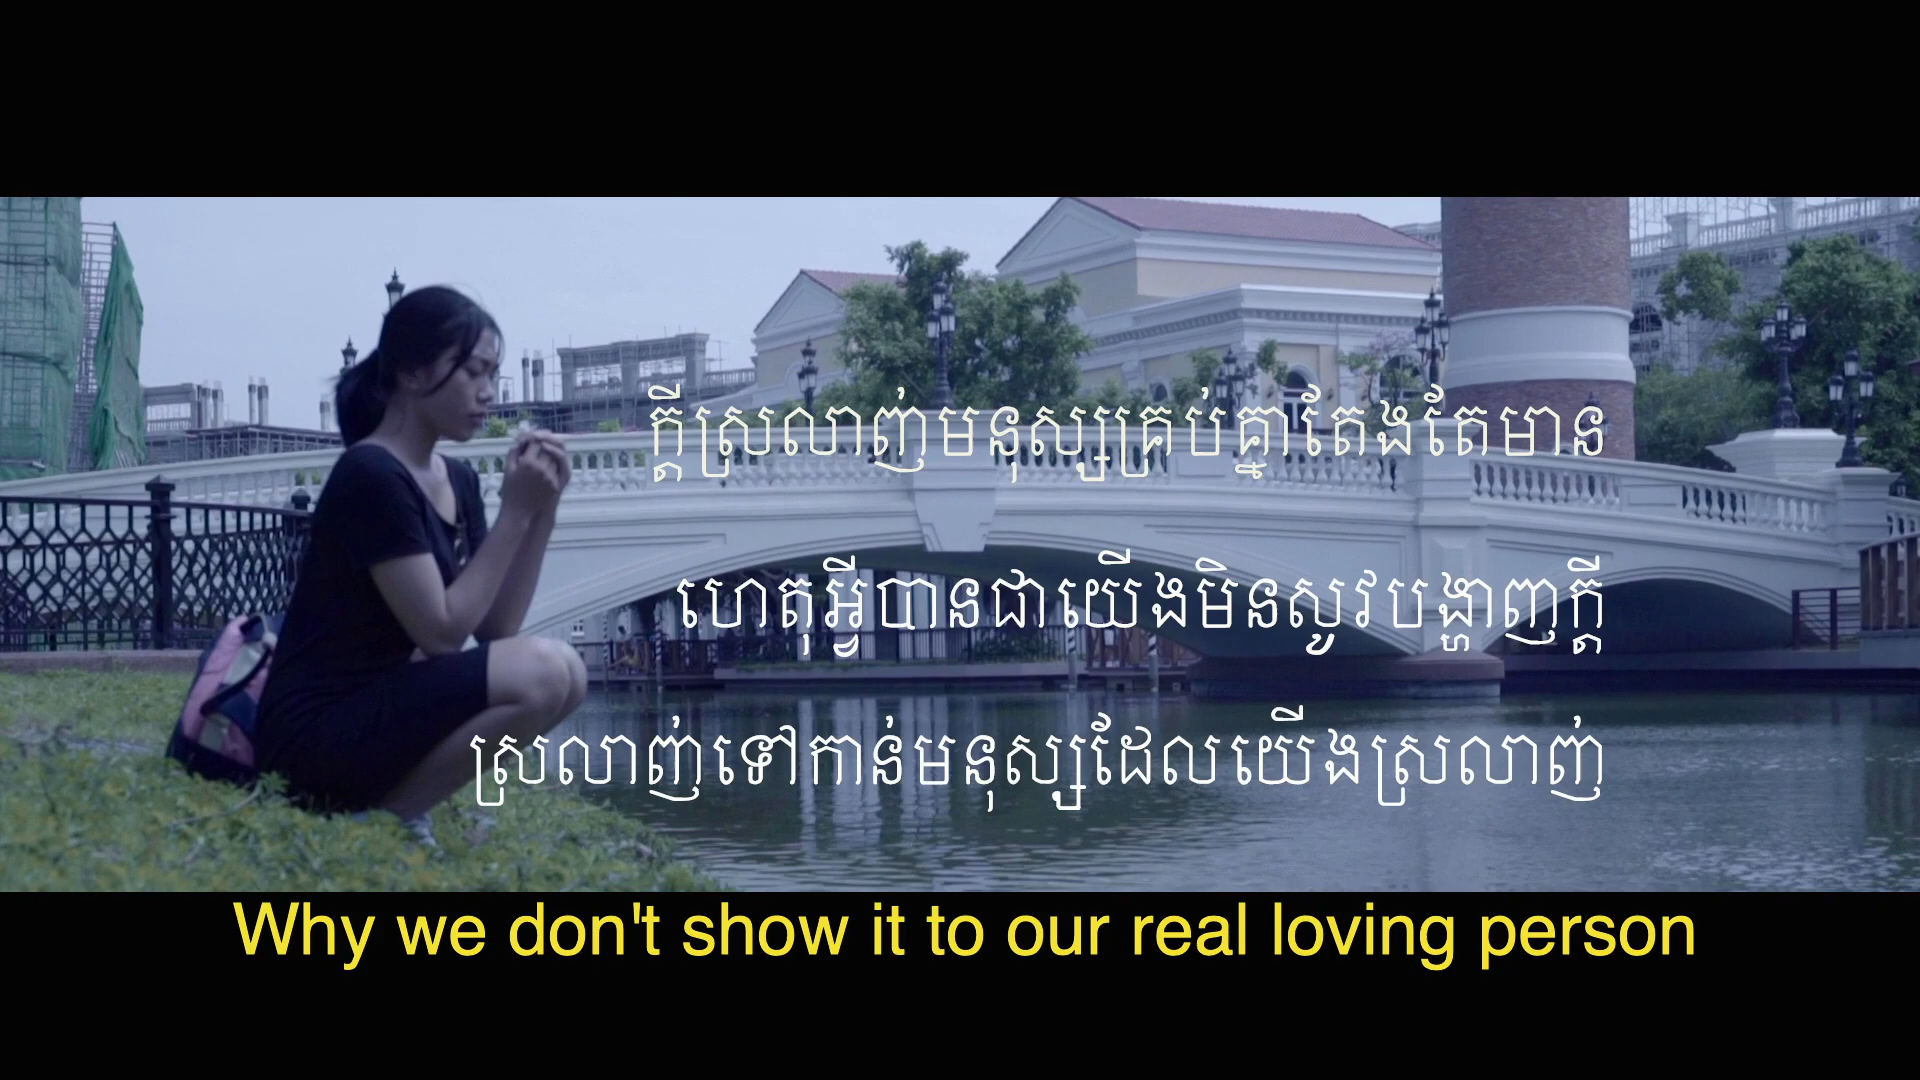 ក្តីស្រលាញ់មនុស្សគ្រប់គ្នាតែងតែមាន
ហេតុអ្វីបានជាយើងមិនសូវបង្ហាញក្តី
ស្រលាញ់ទៅកាន់មនុស្សដែលយើងស្រលាញ់
Why we don't show it to our real loving person